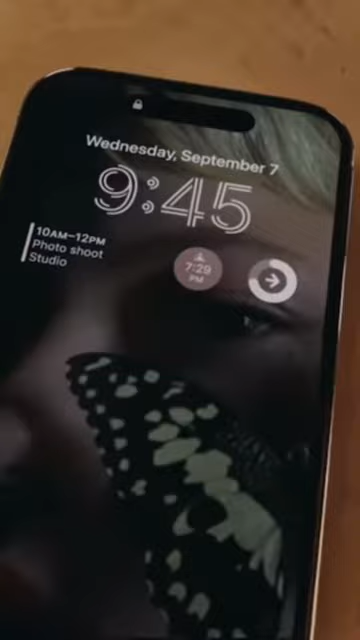 Wednesday, September 7
9:45
10AM–12PM
Photo shoot
Studio
7:29
PM